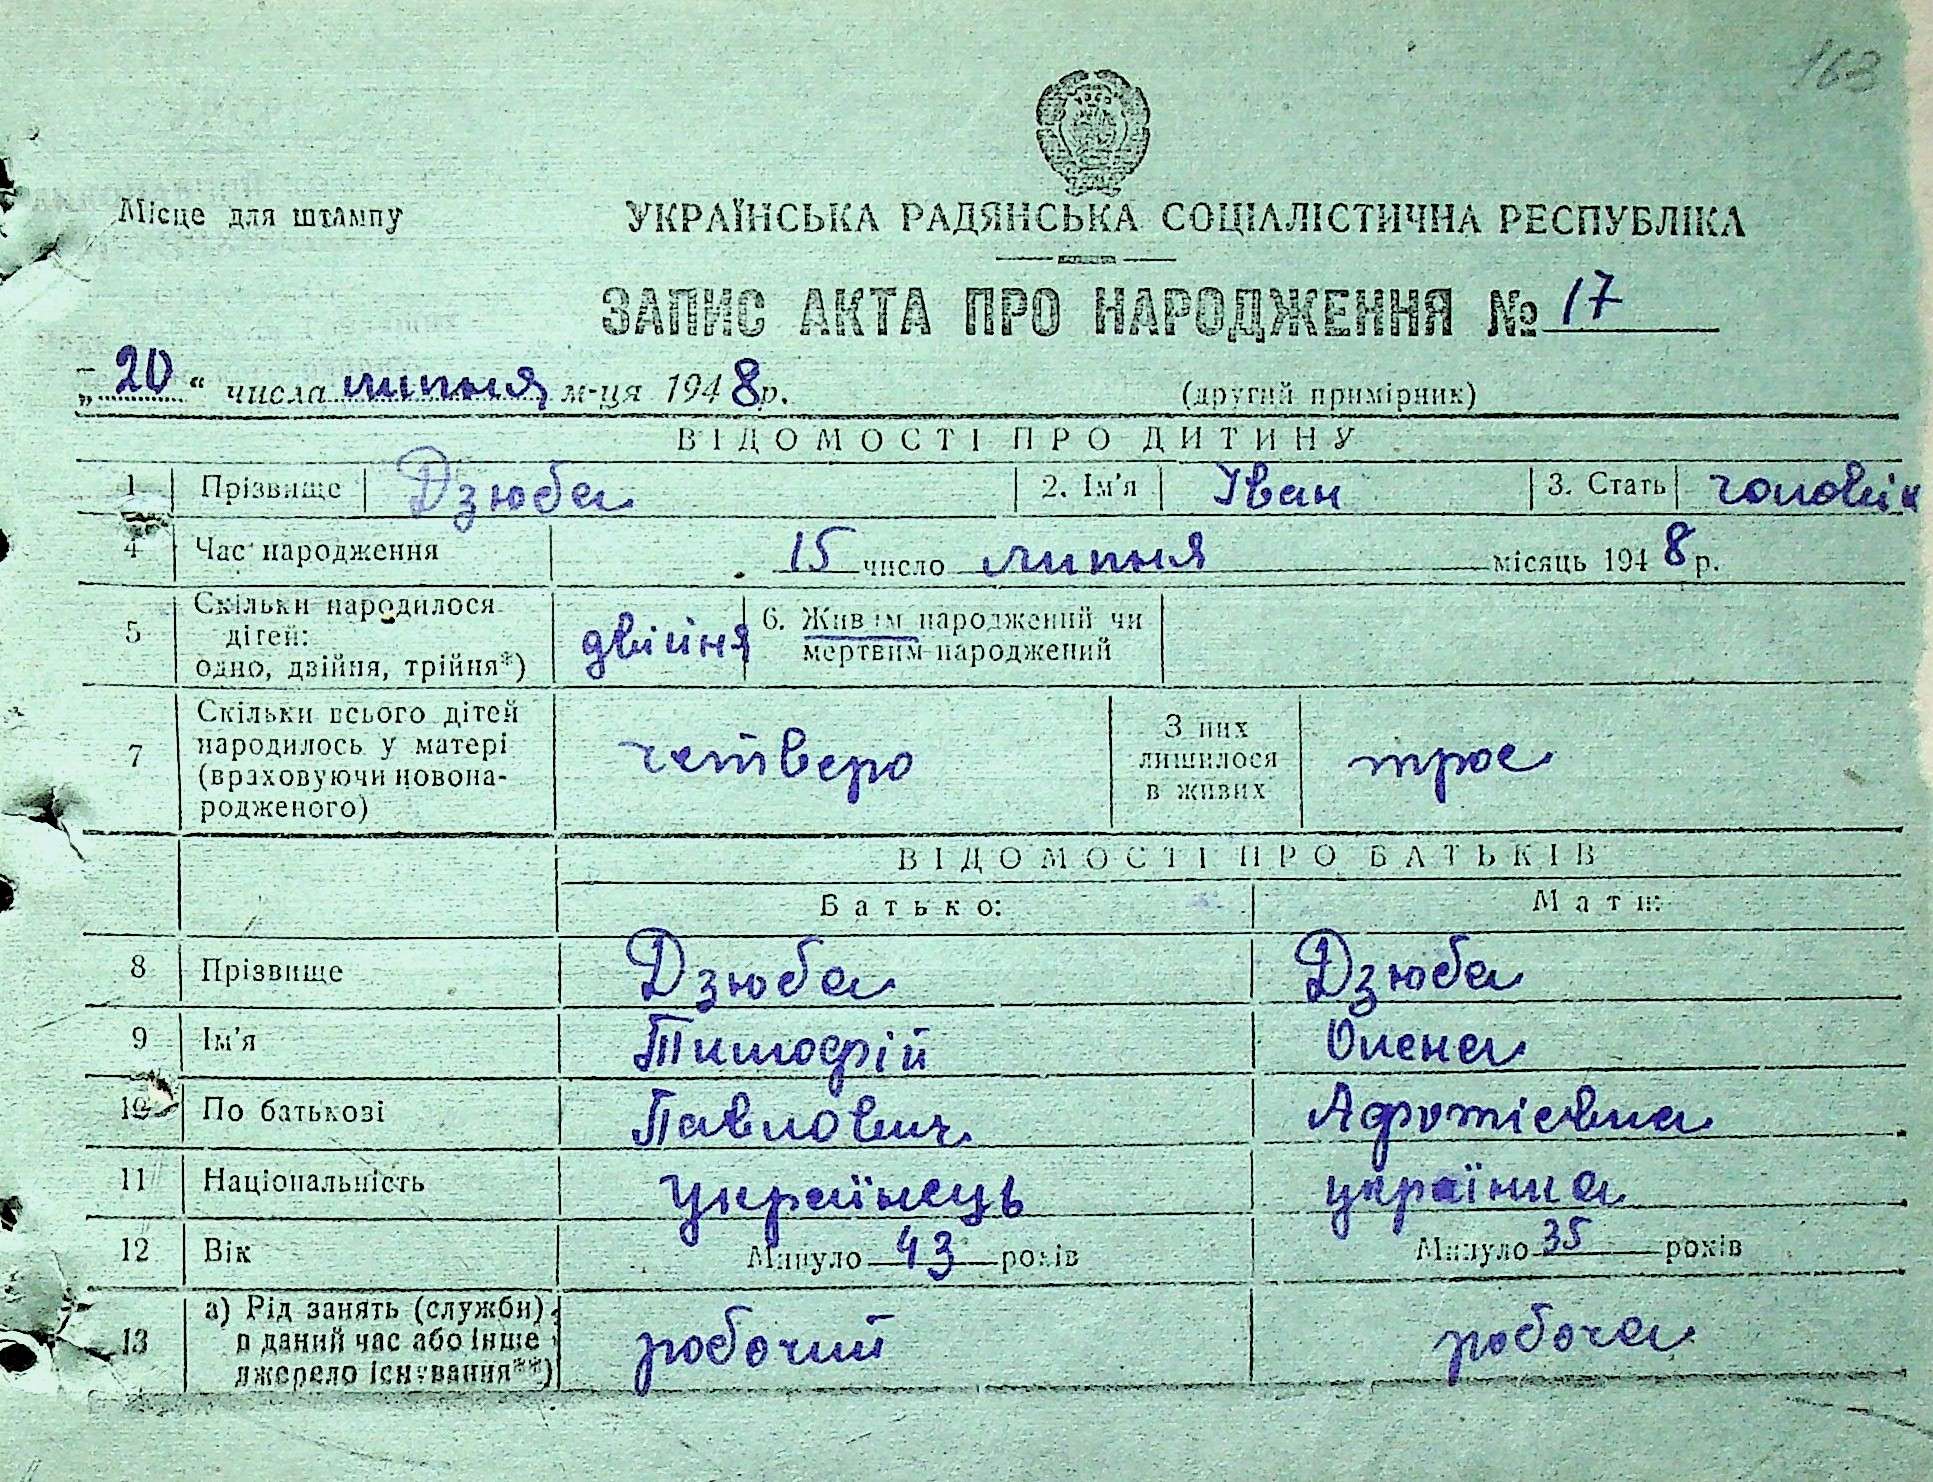 163
Місце для штампу
УКРАЇНСЬКА РАДЯНСЬКА СОЦІАЛІСТИЧНА РЕСПУБЛІКА
ЗАПИС АКТА ПРО НАРОДЖЕННЯ № 17
„20“ числа липня м-ця 1948 р. (другий примірник)
ВІДОМОСТІ ПРО ДИТИНУ
1 Прізвище Дзюба 2. Ім'я Іван 3. Стать чоловік
4 Час народження 15 число липня місяць 1948 р.
5 Скільки народилося дітей: одно, двійня, трійня*) двійня 6. Живим народжений чи мертвим народжений
7 Скільки всього дітей народилось у матері (враховуючи новонародженого) четверо З них лишилося в живих троє
ВІДОМОСТІ ПРО БАТЬКІВ
Батько: Мати:
8 Прізвище Дзюба Дзюба
9 Ім'я Тимофій Олена
10 По батькові Павлович
11 Національність українець українка
12 Вік Минуло 43 років Минуло 35 років
13 а) Рід занять (служби) в даний час або інше джерело існування**) робочий робоча